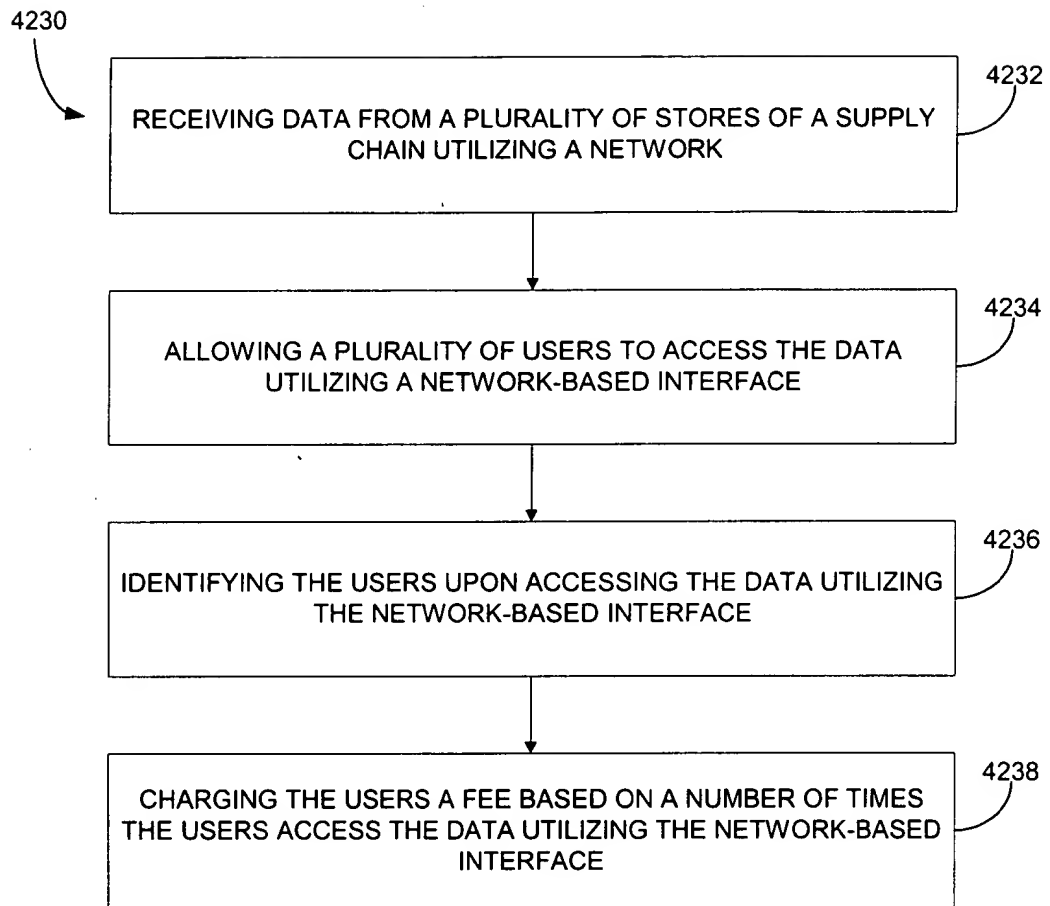 4230
4232
RECEIVING DATA FROM A PLURALITY OF STORES OF A SUPPLY
CHAIN UTILIZING A NETWORK
4234
ALLOWING A PLURALITY OF USERS TO ACCESS THE DATA
UTILIZING A NETWORK-BASED INTERFACE
4236
IDENTIFYING THE USERS UPON ACCESSING THE DATA UTILIZING
THE NETWORK-BASED INTERFACE
4238
CHARGING THE USERS A FEE BASED ON A NUMBER OF TIMES
THE USERS ACCESS THE DATA UTILIZING THE NETWORK-BASED
INTERFACE